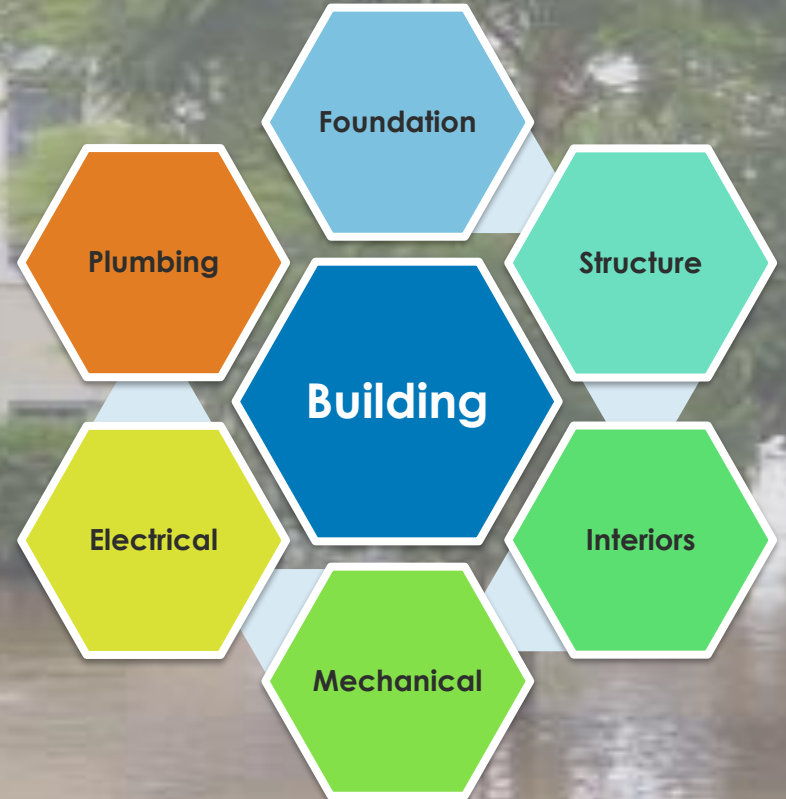 Foundation
Structure
Interiors
Mechanical
Electrical
Plumbing
Building